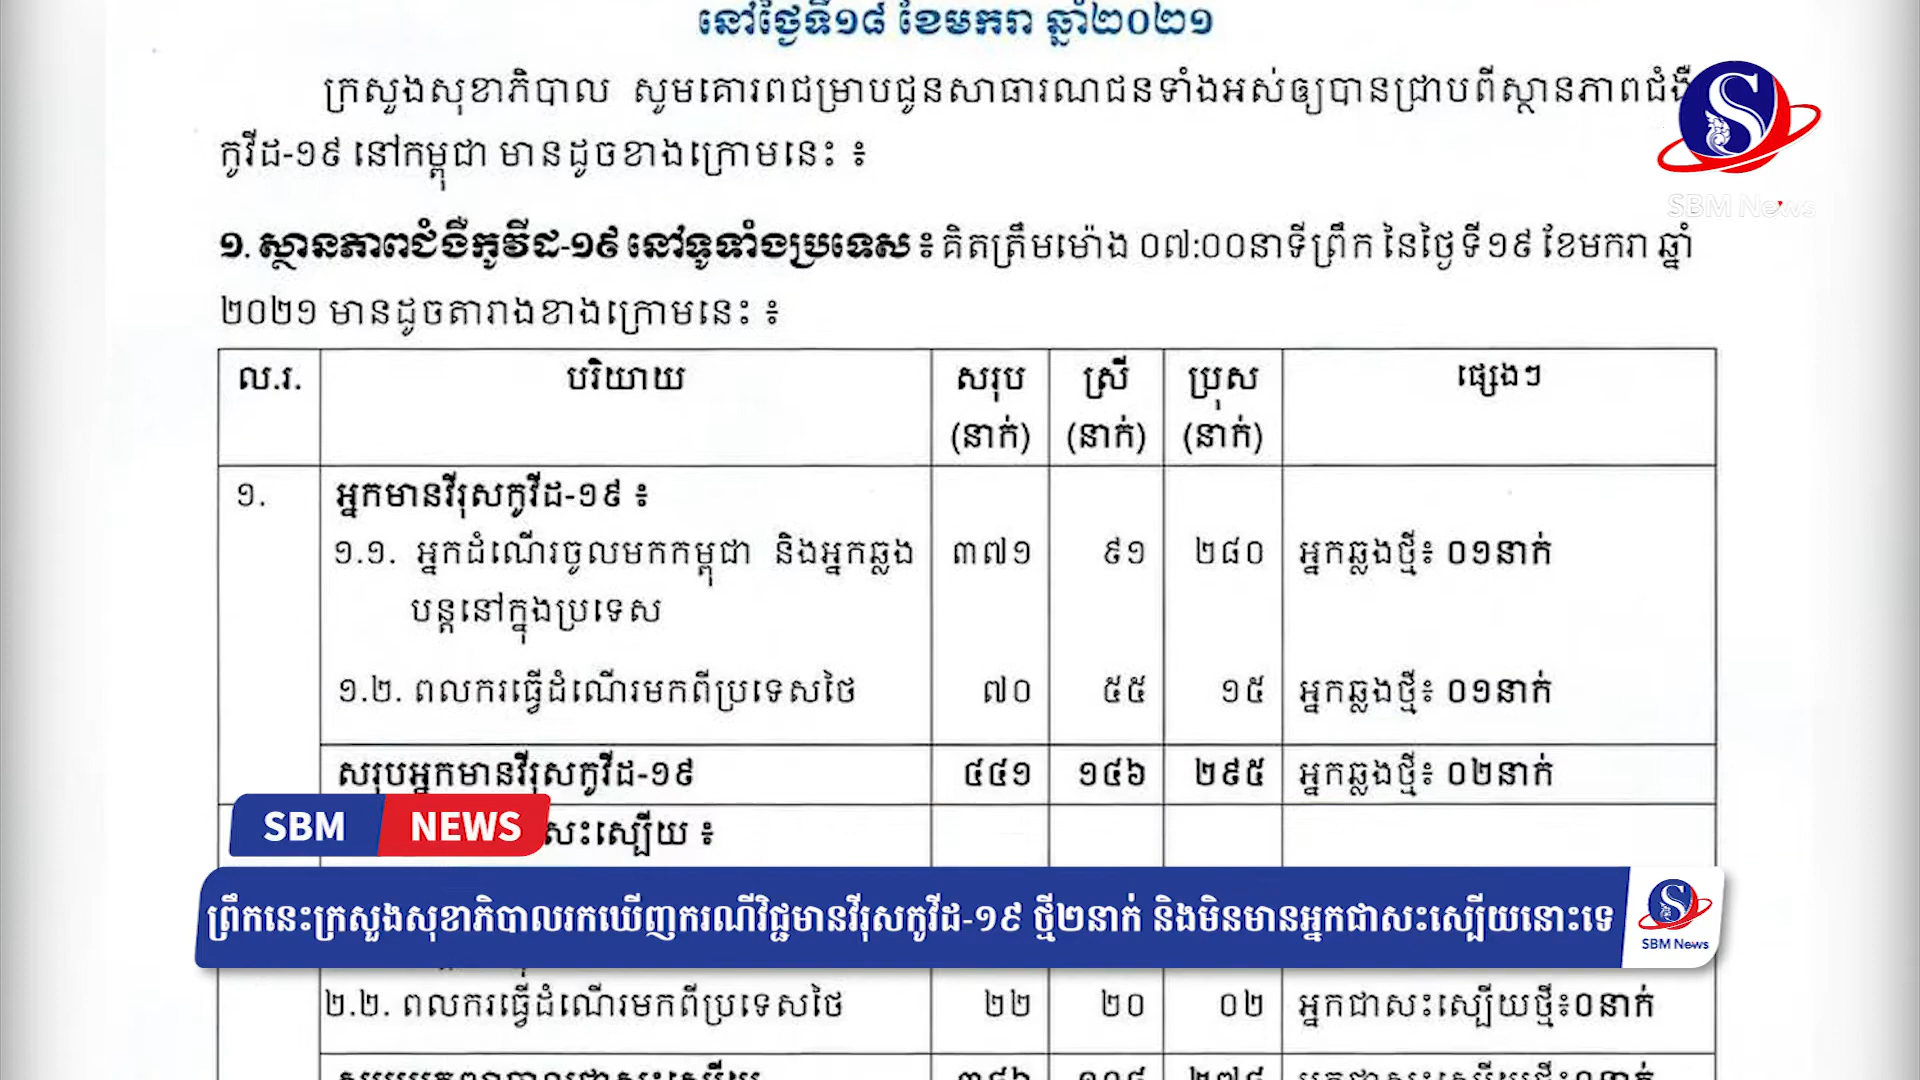 នៅថ្ងៃទី១៨ ខែមករា ឆ្នាំ២០២១
ក្រសួងសុខាភិបាល សូមគោរពជម្រាបជូនសាធារណជនទាំងអស់ឲ្យបានជ្រាបពីស្ថានភាពជំងឺ
កូវីដ-១៩ នៅកម្ពុជា មានដូចខាងក្រោមនេះ ៖
SBM News
១. ស្ថានភាពជំងឺកូវីដ-១៩ នៅទូទាំងប្រទេស ៖ គិតត្រឹមម៉ោង ០៧:០០នាទីព្រឹក នៃថ្ងៃទី១៩ ខែមករា ឆ្នាំ
២០២១ មានដូចតារាងខាងក្រោមនេះ ៖
ល.រ. បរិយាយ សរុប ស្រី ប្រុស ផ្សេងៗ
(នាក់) (នាក់) (នាក់)
១. អ្នកមានវីរុសកូវីដ-១៩ ៖
១.១. អ្នកដំណើរចូលមកកម្ពុជា និងអ្នកឆ្លង ៣៧១ ៩១ ២៨០ អ្នកឆ្លងថ្មី៖ ០១នាក់
បន្តនៅក្នុងប្រទេស
១.២. ពលករធ្វើដំណើរមកពីប្រទេសថៃ ៧០ ៥៥ ១៥ អ្នកឆ្លងថ្មី៖ ០១នាក់
សរុបអ្នកមានវីរុសកូវីដ-១៩ ៤៤១ ១៤៦ ២៩៥ អ្នកឆ្លងថ្មី៖ ០២នាក់
SBM NEWS
សះស្បើយ ៖
ព្រឹកនេះក្រសួងសុខាភិបាលរកឃើញករណីវិជ្ជមានវីរុសកូវីដ-១៩ ថ្មី២នាក់ និងមិនមានអ្នកជាសះស្បើយនោះទេ
SBM News
២.២. ពលករធ្វើដំណើរមកពីប្រទេសថៃ ២២ ២០ ០២ អ្នកជាសះស្បើយថ្មី៖០នាក់